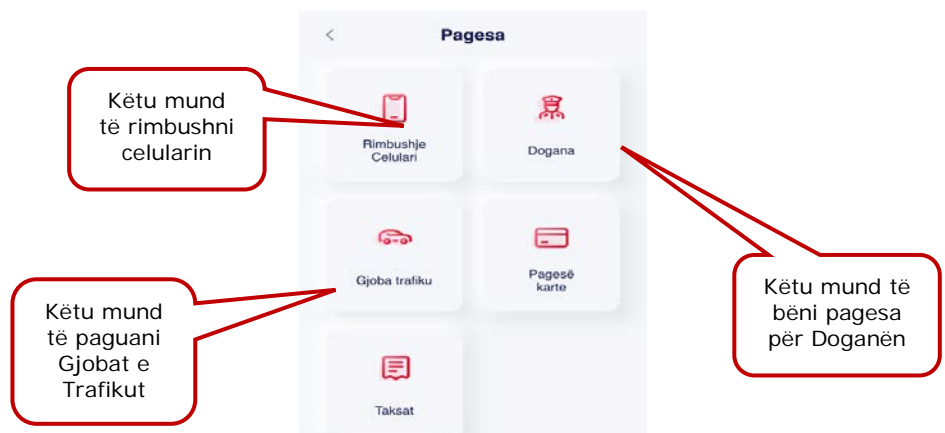 Pagesa
Këtu mund
të rimbushni
celularin
Rimbushje
Celulari
Dogana
Gjoba trafiku
Pagesë
karte
Këtu mund të
bëni pagesa
për Doganën
Këtu mund
të paguani
Gjobat e
Trafikut
Taksat